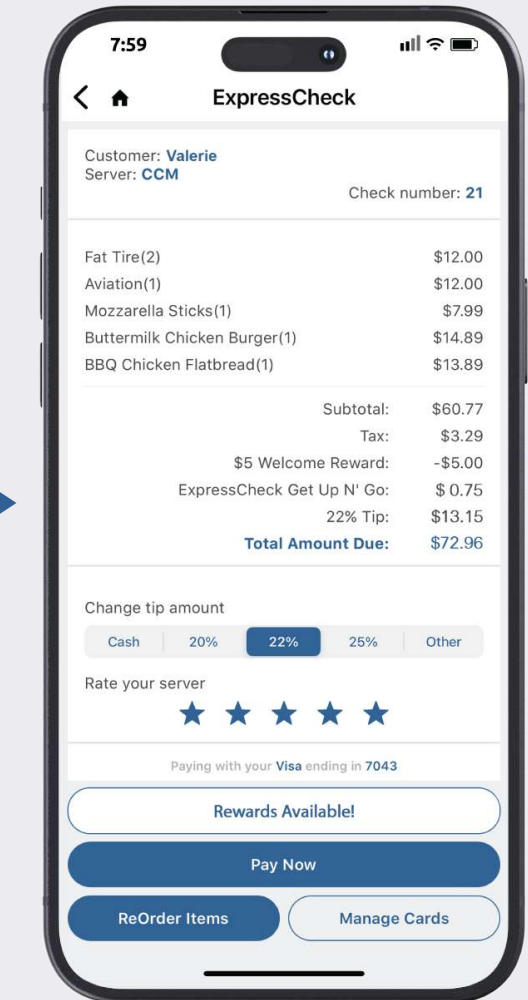 7:59
ExpressCheck
Customer: Valerie
Server: CCM
Check number: 21
Fat Tire(2) $12.00
Aviation(1) $12.00
Mozzarella Sticks(1) $7.99
Buttermilk Chicken Burger(1) $14.89
BBQ Chicken Flatbread(1) $13.89
Subtotal: $60.77
Tax: $3.29
$5 Welcome Reward: -$5.00
ExpressCheck Get Up N' Go: $ 0.75
22% Tip: $13.15
Total Amount Due: $72.96
Change tip amount
Cash 20% 22% 25% Other
Rate your server
Paying with your Visa ending in 7043
Rewards Available!
Pay Now
ReOrder Items Manage Cards